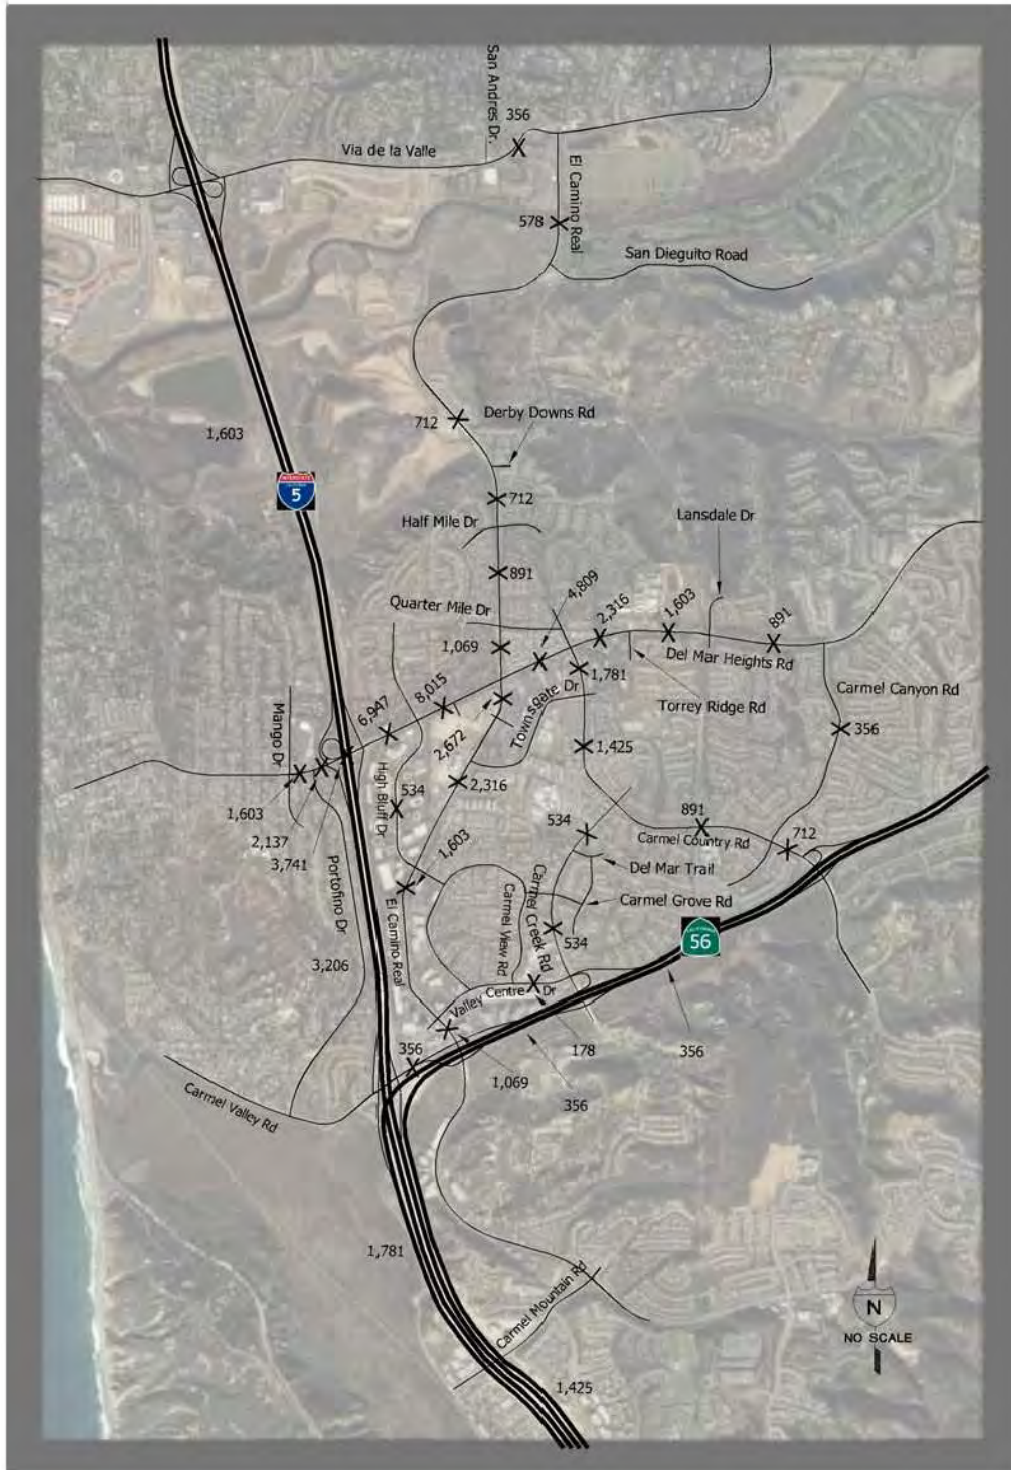 San Andres Dr.
356
Via de la Valle
El Camino Real
578
San Dieguito Road
712
Derby Downs Rd
1,603
INTERSTATE
5
712
Lansdale Dr
Half Mile Dr
891
4,809
2,316
1,603
891
Quarter Mile Dr
1,069
Del Mar Heights Rd
1,781
8,015
6,947
Townsgate Dr
Torrey Ridge Rd
Carmel Canyon Rd
Mango Dr
2,672
1,425
356
High Bluff Dr
534
2,316
1,603
2,137
3,741
1,603
534
891
Carmel Country Rd
712
Portofino Dr
Del Mar Trail
Carmel View Rd
Carmel Creek Rd
Carmel Grove Rd
El Camino Real
534
56
3,206
Valley Centre Dr
356
178
356
1,069
356
Carmel Valley Rd
1,781
Carmel Mountain Rd
N
NO SCALE
1,425